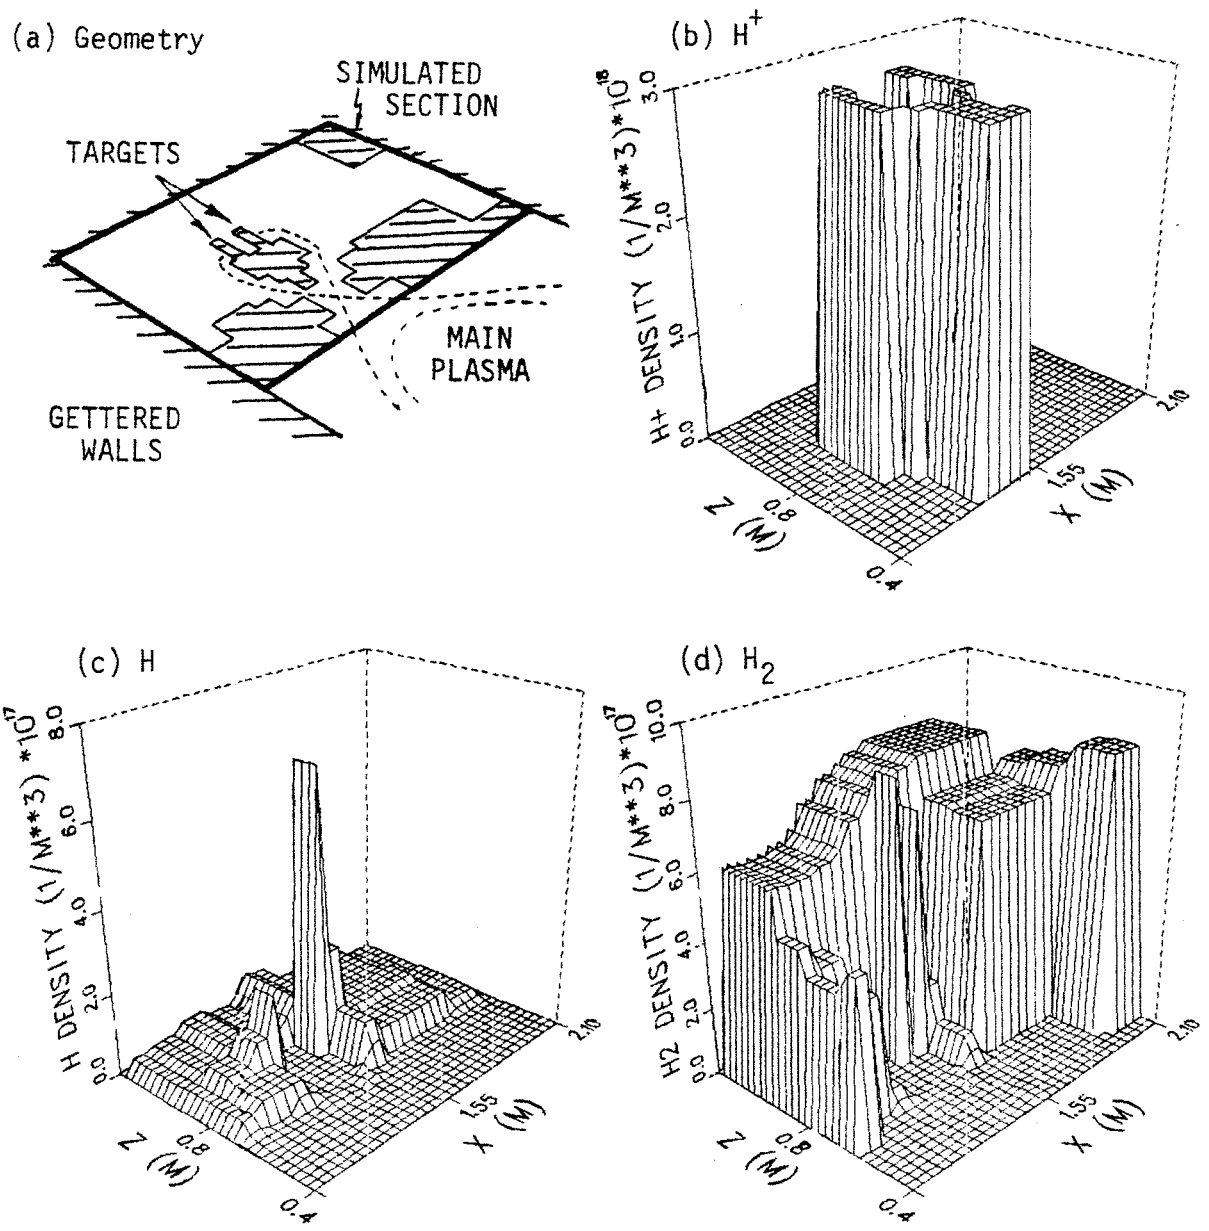 (a) Geometry
SIMULATED
SECTION
TARGETS
MAIN
PLASMA
GETTERED
WALLS
(b) H+
H+ DENSITY (1/M**3) *10^18
3.0
2.0
1.0
0.0
Z (M)
0.8
0.4
X (M)
1.55
2.10
(c) H
H DENSITY (1/M**3) *10^17
8.0
6.0
4.0
2.0
0.0
Z (M)
0.8
0.4
X (M)
1.55
2.10
(d) H2
H2 DENSITY (1/M**3) *10^17
10.0
8.0
6.0
4.0
2.0
0.0
Z (M)
0.8
0.4
X (M)
1.55
2.10